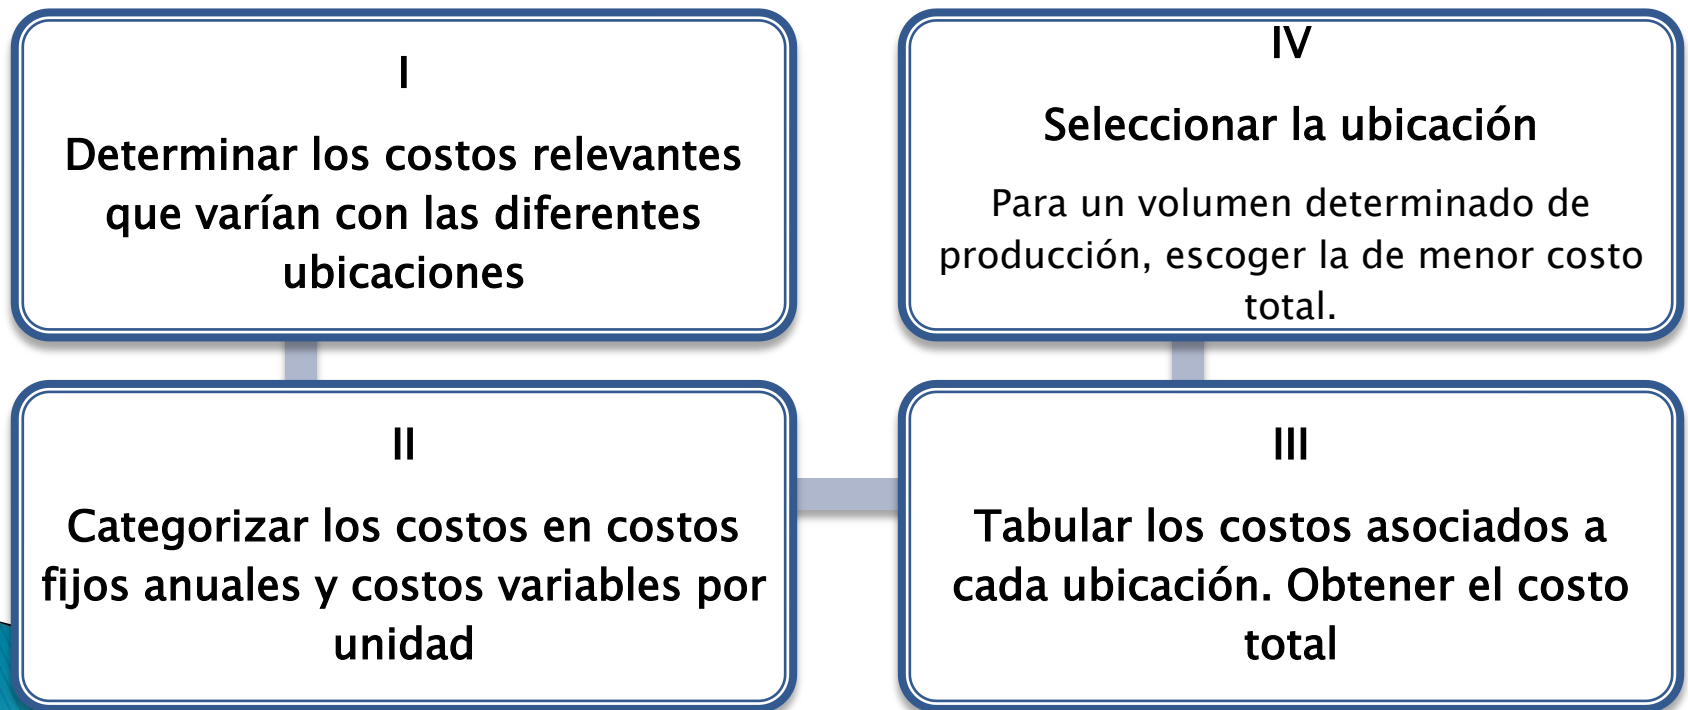 I
Determinar los costos relevantes
que varían con las diferentes
ubicaciones
II
Categorizar los costos en costos
fijos anuales y costos variables por
unidad
III
Tabular los costos asociados a
cada ubicación. Obtener el costo
total
IV
Seleccionar la ubicación
Para un volumen determinado de
producción, escoger la de menor costo
total.